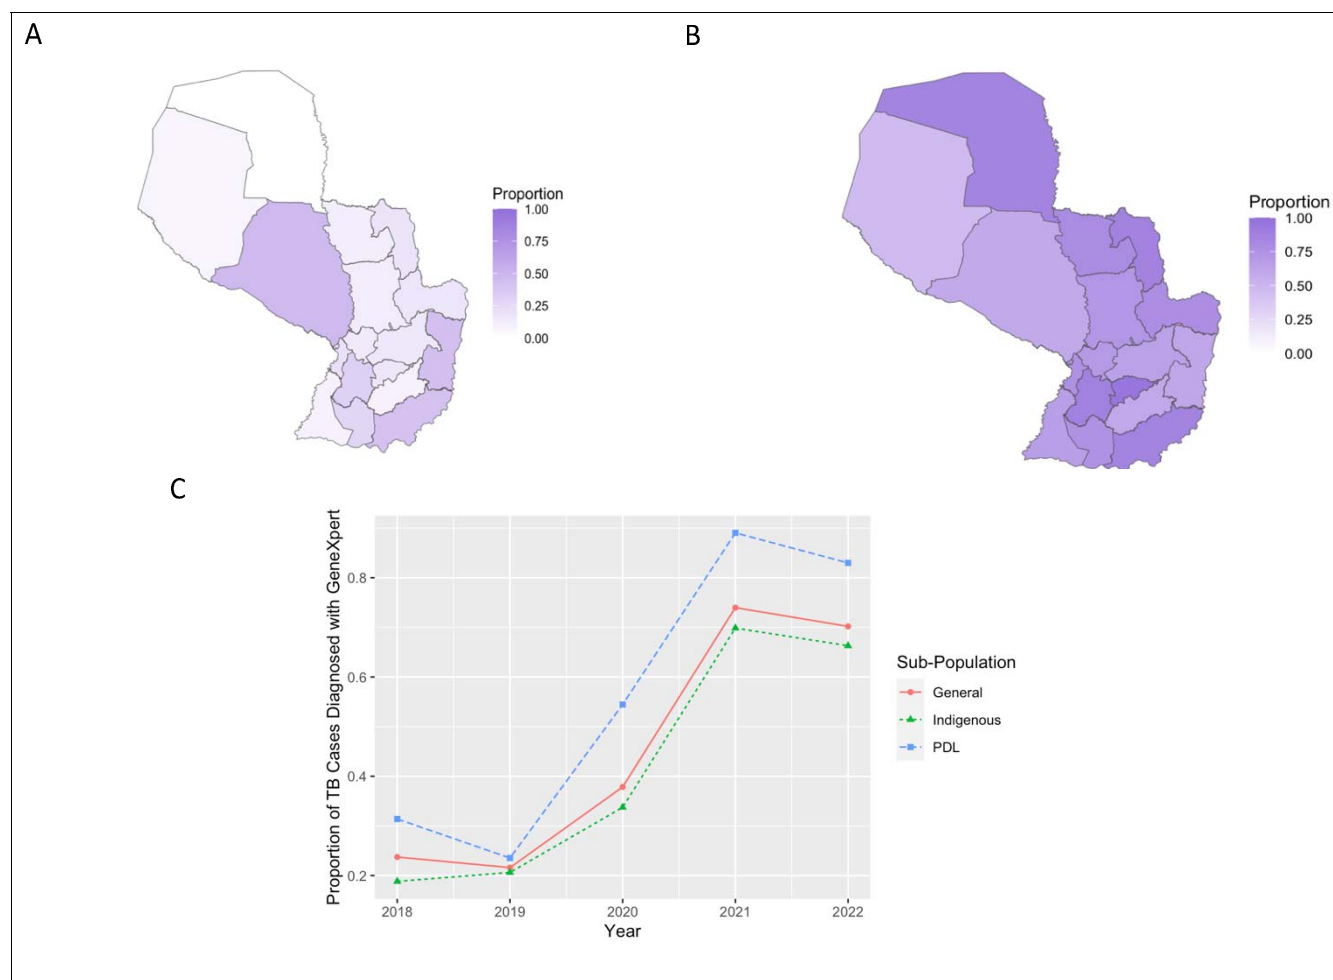 A
B
Proportion
1.00
0.75
0.50
0.25
0.00
Proportion
1.00
0.75
0.50
0.25
0.00
C
Proportion of TB Cases Diagnosed with GeneXpert
0.8
0.6
0.4
0.2
2018 2019 2020 2021 2022
Year
Sub-Population
General
Indigenous
PDL